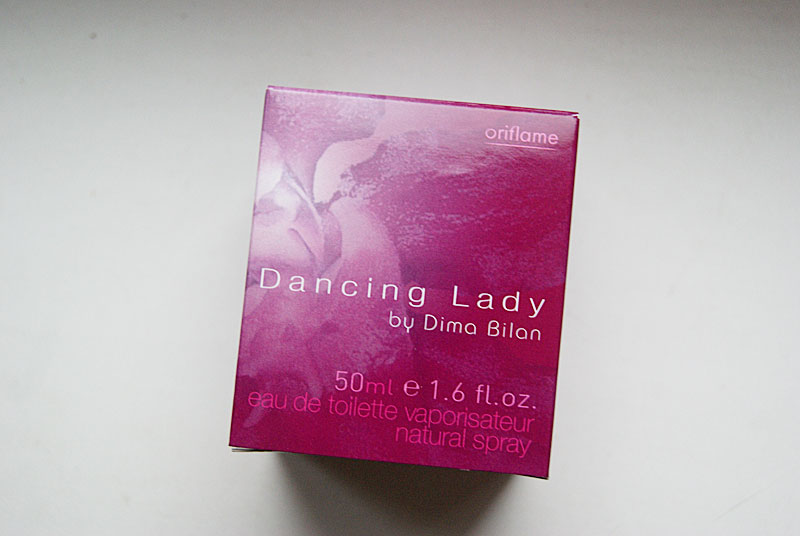 oriflame
Dancing Lady
by Dima Bilan
50ml e 1.6 fl.oz.
eau de toilette vaporisateur
natural spray